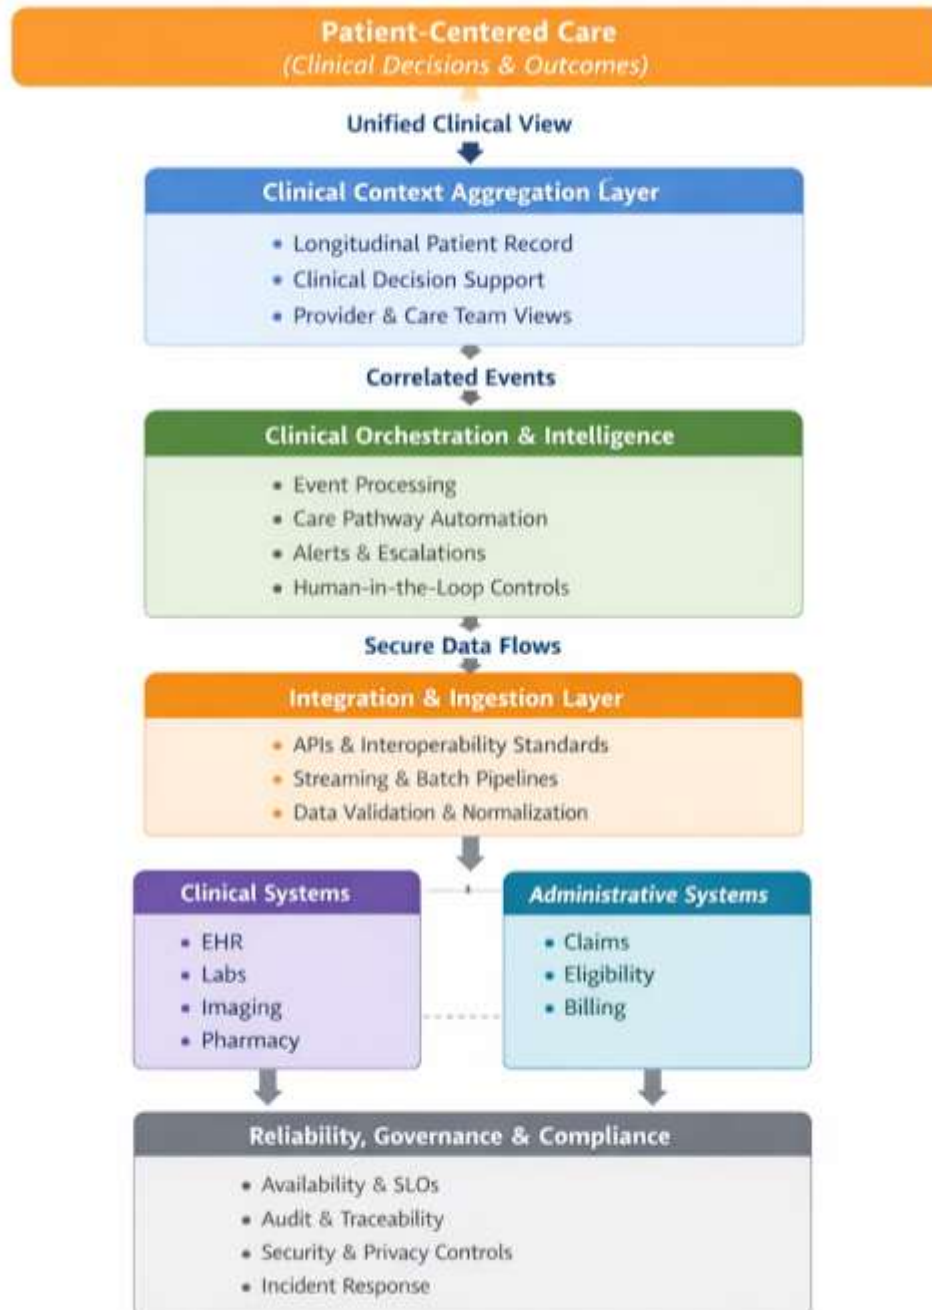 Patient-Centered Care
(Clinical Decisions & Outcomes)
Unified Clinical View
Clinical Context Aggregation Layer
• Longitudinal Patient Record
• Clinical Decision Support
• Provider & Care Team Views
Correlated Events
Clinical Orchestration & Intelligence
• Event Processing
• Care Pathway Automation
• Alerts & Escalations
• Human-in-the-Loop Controls
Secure Data Flows
Integration & Ingestion Layer
• APIs & Interoperability Standards
• Streaming & Batch Pipelines
• Data Validation & Normalization
Clinical Systems
• EHR
• Labs
• Imaging
• Pharmacy
Administrative Systems
• Claims
• Eligibility
• Billing
Reliability, Governance & Compliance
• Availability & SLOs
• Audit & Traceability
• Security & Privacy Controls
• Incident Response